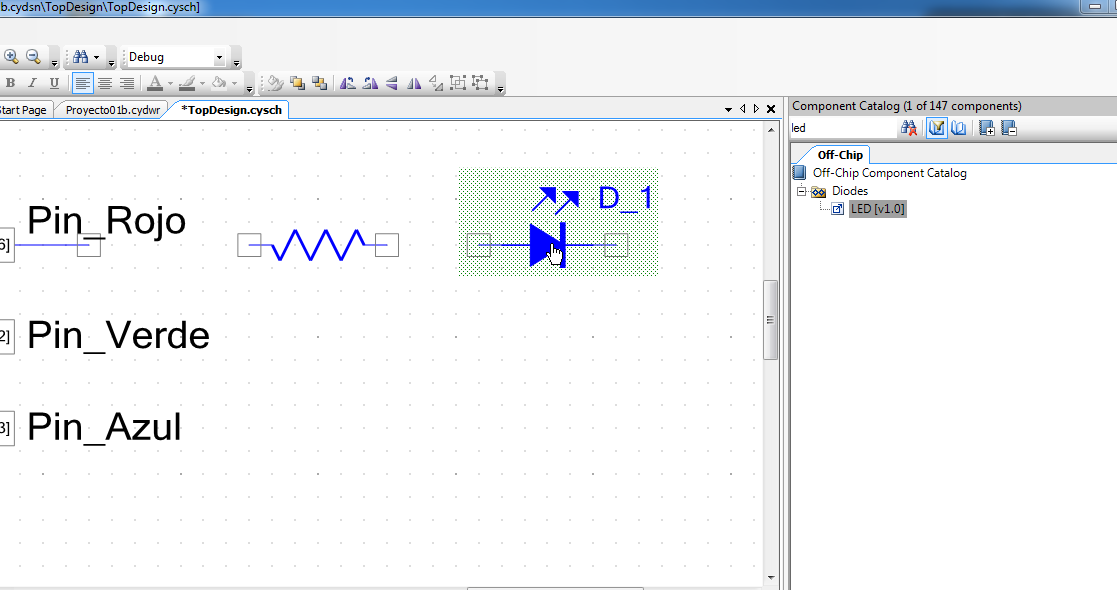 b.cydsn\TopDesign\TopDesign.cysch]
Debug
B I U A
Start Page Proyecto01b.cydwr *TopDesign.cysch
Component Catalog (1 of 147 components)
led
Off-Chip
Off-Chip Component Catalog
Diodes
LED [v1.0]
D_1
6] Pin_Rojo
2] Pin_Verde
3] Pin_Azul